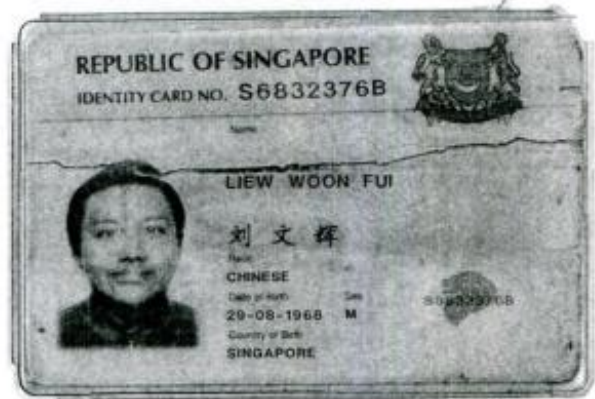 REPUBLIC OF SINGAPORE
IDENTITY CARD NO. S6832376B
Name
LIEW WOON FUI
刘文辉
Race
CHINESE
Date of birth Sex
29-08-1968 M
Country of Birth
SINGAPORE